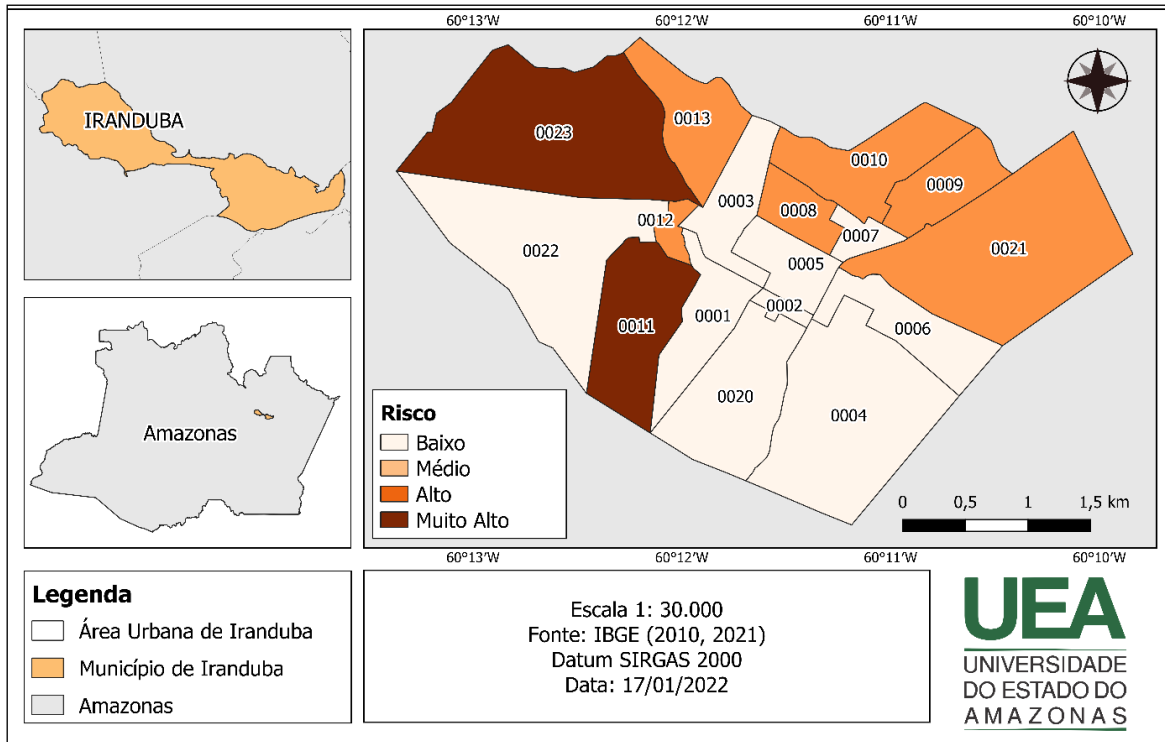 60°13'W 60°12'W 60°11'W 60°10'W
IRANDUBA
Amazonas
0023
0013
0010
0009
0003
0008
0012
0007
0021
0022
0005
0002
0011
0001
0006
0020
0004
Risco
Baixo
Médio
Alto
Muito Alto
0 0,5 1 1,5 km
60°13'W 60°12'W 60°11'W 60°10'W
Legenda
Área Urbana de Iranduba
Município de Iranduba
Amazonas
Escala 1: 30.000
Fonte: IBGE (2010, 2021)
Datum SIRGAS 2000
Data: 17/01/2022
UEA
UNIVERSIDADE
DO ESTADO DO
AMAZONAS